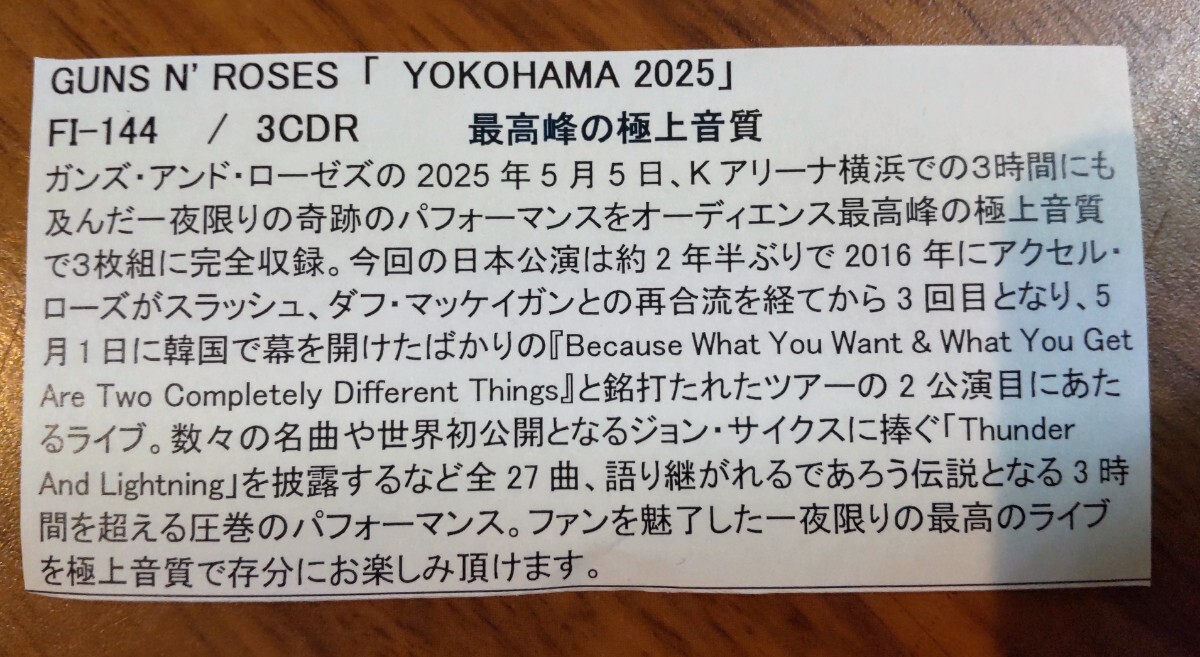 GUNS N' ROSES 「 YOKOHAMA 2025」
FI-144 / 3CDR 最高峰の極上音質
ガンズ・アンド・ローゼズの 2025 年 5 月 5 日、K アリーナ横浜での3時間にも
及んだ一夜限りの奇跡のパフォーマンスをオーディエンス最高峰の極上音質
で3枚組に完全収録。今回の日本公演は約 2 年半ぶりで 2016 年にアクセル・
ローズがスラッシュ、ダフ・マッケイガンとの再合流を経てから 3 回目となり、5
月 1 日に韓国で幕を開けたばかりの『Because What You Want & What You Get
Are Two Completely Different Things』と銘打たれたツアーの 2 公演目にあた
るライブ。数々の名曲や世界初公開となるジョン・サイクスに捧ぐ「Thunder
And Lightning」を披露するなど全 27 曲、語り継がれるであろう伝説となる 3 時
間を超える圧巻のパフォーマンス。ファンを魅了した一夜限りの最高のライブ
を極上音質で存分にお楽しみ頂けます。